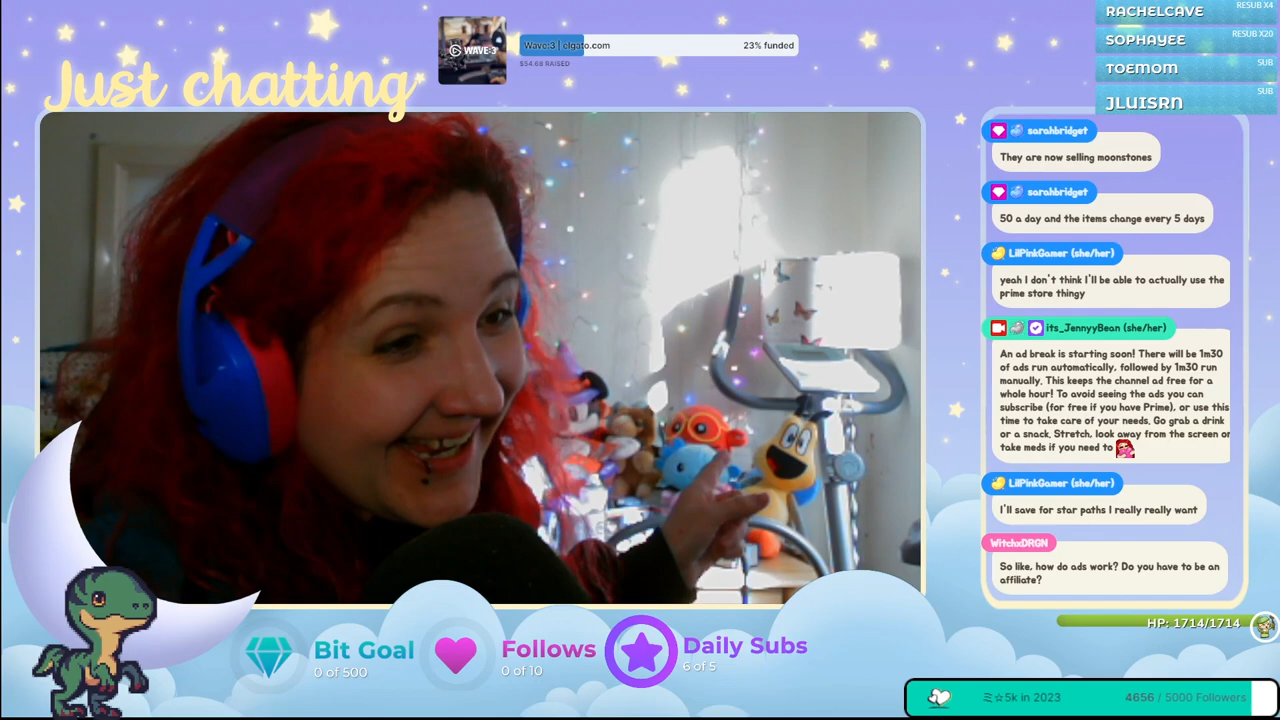 RACHELCAVE
RESUB X4
SOPHAYEE
RESUB X20
TOEMOM
SUB
JLUISRN
SUB
WAVE:3
Wave:3 | elgato.com
23% funded
$54.68 RAISED
Just chatting
sarahbridget
They are now selling moonstones
sarahbridget
50 a day and the items change every 5 days
LilPinkGamer (she/her)
yeah I don't think I'll be able to actually use the
prime store thingy
its_JennyyBean (she/her)
An ad break is starting soon! There will be 1m30
of ads run automatically, followed by 1m30 run
manually. This keeps the channel ad free for a
whole hour! To avoid seeing the ads you can
subscribe (for free if you have Prime), or use this
time to take care of your needs. Go grab a drink
or a snack. Stretch, look away from the screen or
take meds if you need to
LilPinkGamer (she/her)
I'll save for star paths I really really want
WitchxDRGN
So like, how do ads work? Do you have to be an
affiliate?
HP: 1714/1714
Bit Goal
0 of 500
Follows
0 of 10
Daily Subs
6 of 5
ミ☆5k in 2023
4656 / 5000 Followers